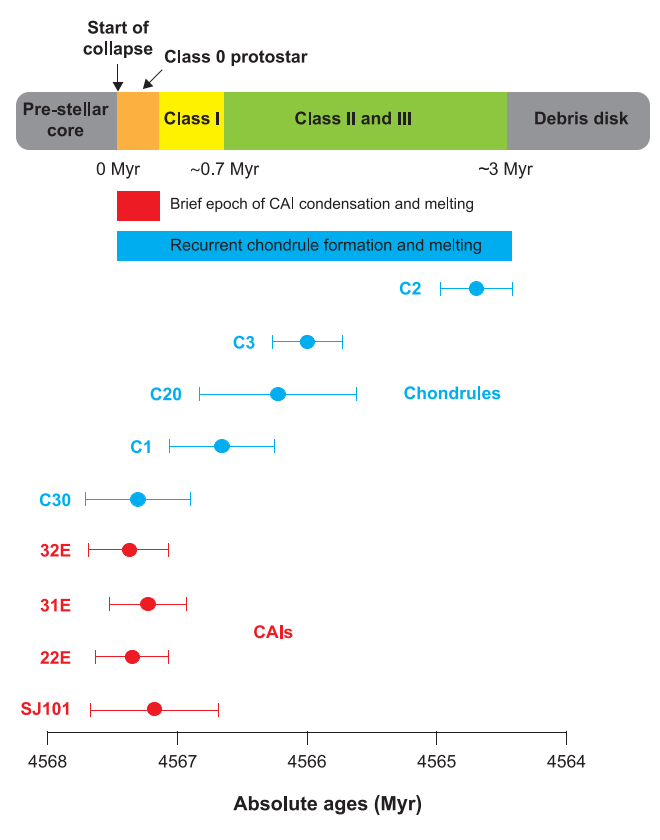 Start of
collapse
Class 0 protostar
Pre-stellar
core
Class I
Class II and III
Debris disk
0 Myr
~0.7 Myr
~3 Myr
Brief epoch of CAI condensation and melting
Recurrent chondrule formation and melting
C2
C3
C20
Chondrules
C1
C30
32E
31E
CAIs
22E
SJ101
4568
4567
4566
4565
4564
Absolute ages (Myr)